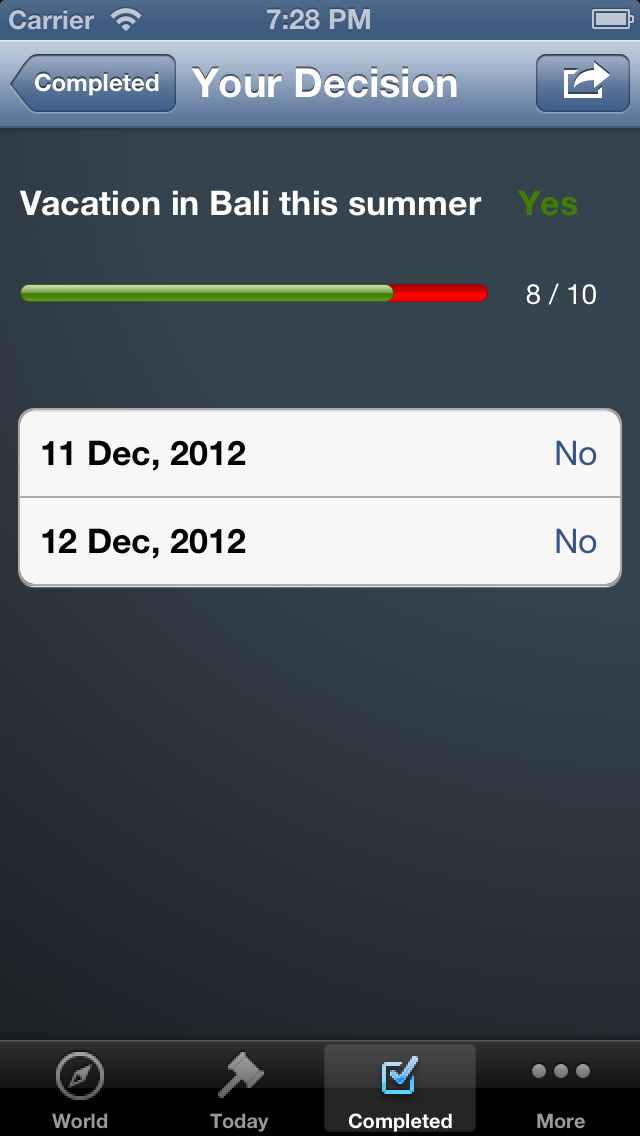 Carrier 7:28 PM
Completed Your Decision
Vacation in Bali this summer Yes
8 / 10
11 Dec, 2012 No
12 Dec, 2012 No
World Today Completed More